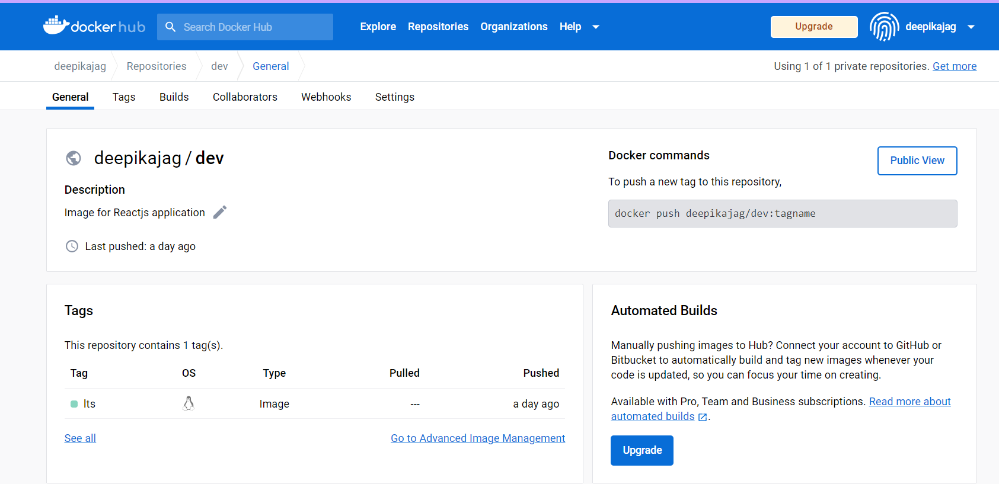 docker hub
Search Docker Hub
Explore Repositories Organizations Help
Upgrade
deepikajag
deepikajag Repositories dev General
Using 1 of 1 private repositories. Get more
General Tags Builds Collaborators Webhooks Settings
deepikajag / dev
Description
Image for Reactjs application
Last pushed: a day ago
Docker commands
Public View
To push a new tag to this repository,
docker push deepikajag/dev:tagname
Tags
This repository contains 1 tag(s).
Tag OS Type Pulled Pushed
lts Image --- a day ago
See all Go to Advanced Image Management
Automated Builds
Manually pushing images to Hub? Connect your account to GitHub or
Bitbucket to automatically build and tag new images whenever your
code is updated, so you can focus your time on creating.
Available with Pro, Team and Business subscriptions. Read more about
automated builds .
Upgrade